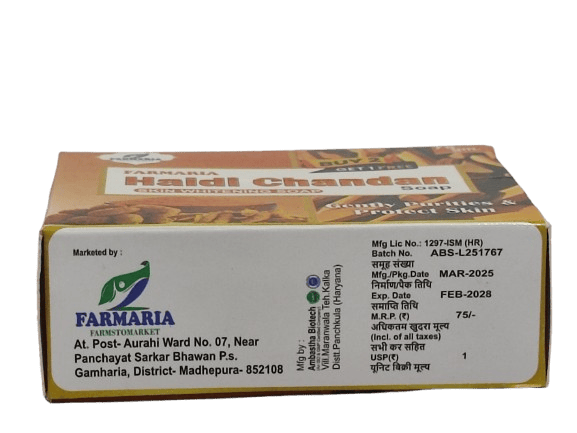 FARMARIA
BUY 2
GET 1 FREE
FARMARIA
Haldi Chandan
Soap
SKIN WHITENING SOAP
Gently Purifies &
Protect Skin
Marketed by :
FARMARIA
FARMSTOMARKET
At. Post- Aurahi Ward No. 07, Near
Panchayat Sarkar Bhawan P.s.
Gamharia, District- Madhepura- 852108
Mfg by :
Ambastha Biotech
Vill.Maranwala Teh.Kalka
Distt.Panchkula (Haryana)
Mfg Lic No.: 1297-ISM (HR)
Batch No. ABS-L251767
समूह संख्या
Mfg./Pkg.Date MAR-2025
निर्माण/पैक तिथि
Exp. Date FEB-2028
समाप्ति तिथि
M.R.P. (₹) 75/-
अधिकतम खुदरा मूल्य
(Incl. of all taxes)
सभी कर सहित
USP(₹) 1
यूनिट बिक्री मूल्य